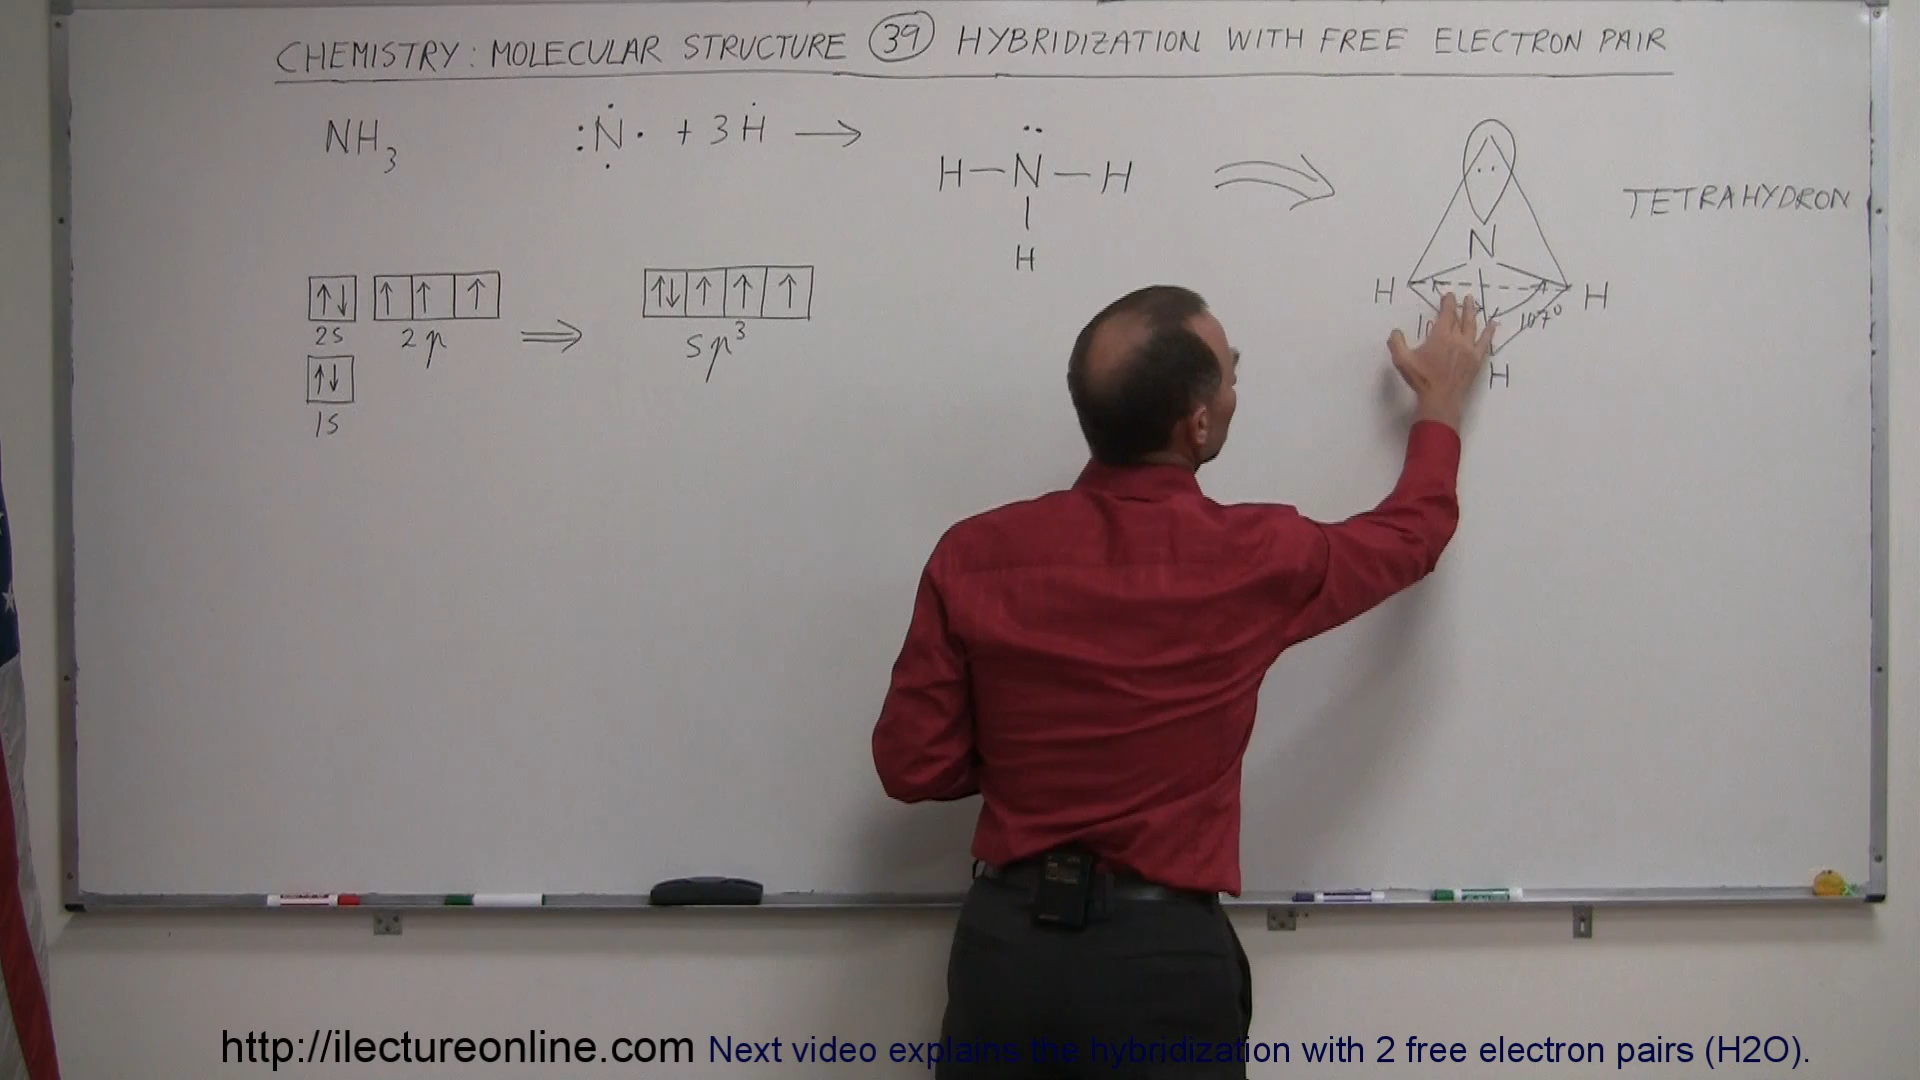 CHEMISTRY: MOLECULAR STRUCTURE 39 HYBRIDIZATION WITH FREE ELECTRON PAIR
NH3
:N· + 3H →
H—N—H
H
N
TETRAHYDRON
H
H
107°
H
↑↓ ↑ ↑ ↑
2s 2p
⇒
↑↓ ↑ ↑ ↑
sp³
↑↓
1s
http://ilectureonline.com Next video explains the hybridization with 2 free electron pairs (H2O).